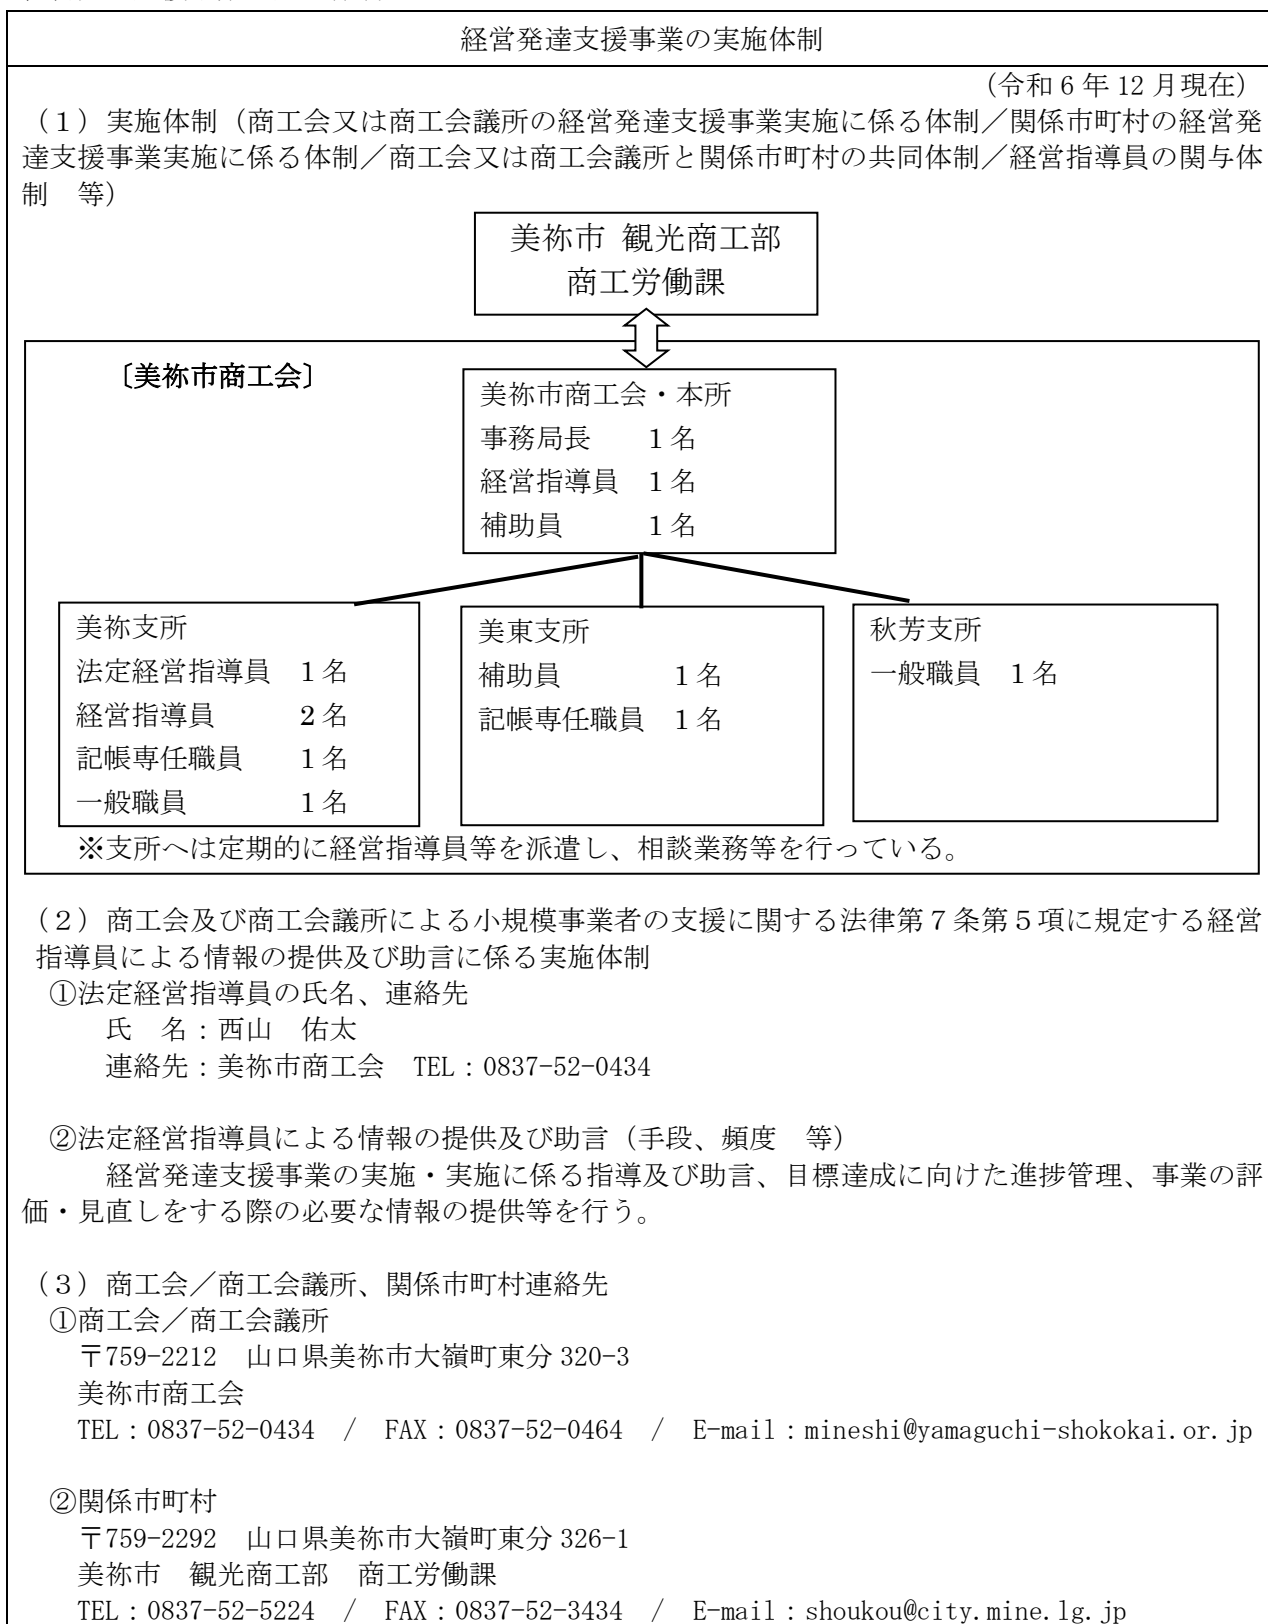 経営発達支援事業の実施体制
（令和6年12月現在）
（１）実施体制（商工会又は商工会議所の経営発達支援事業実施に係る体制／関係市町村の経営発
達支援事業実施に係る体制／商工会又は商工会議所と関係市町村の共同体制／経営指導員の関与体
制　等）
美祢市 観光商工部
商工労働課
〔美祢市商工会〕
美祢市商工会・本所
事務局長　　１名
経営指導員　１名
補助員　　　１名
美祢支所
法定経営指導員　１名
経営指導員　　　２名
記帳専任職員　　１名
一般職員　　　　１名
美東支所
補助員　　　　１名
記帳専任職員　１名
秋芳支所
一般職員　１名
※支所へは定期的に経営指導員等を派遣し、相談業務等を行っている。
（２）商工会及び商工会議所による小規模事業者の支援に関する法律第７条第５項に規定する経営
指導員による情報の提供及び助言に係る実施体制
①法定経営指導員の氏名、連絡先
氏　名：西山　佑太
連絡先：美祢市商工会　TEL：0837-52-0434
②法定経営指導員による情報の提供及び助言（手段、頻度　等）
経営発達支援事業の実施・実施に係る指導及び助言、目標達成に向けた進捗管理、事業の評
価・見直しをする際の必要な情報の提供等を行う。
（３）商工会／商工会議所、関係市町村連絡先
①商工会／商工会議所
〒759-2212　山口県美祢市大嶺町東分 320-3
美祢市商工会
TEL：0837-52-0434　/　FAX：0837-52-0464　/　E-mail：mineshi@yamaguchi-shokokai.or.jp
②関係市町村
〒759-2292　山口県美祢市大嶺町東分 326-1
美祢市　観光商工部　商工労働課
TEL：0837-52-5224　/　FAX：0837-52-3434　/　E-mail：shoukou@city.mine.lg.jp